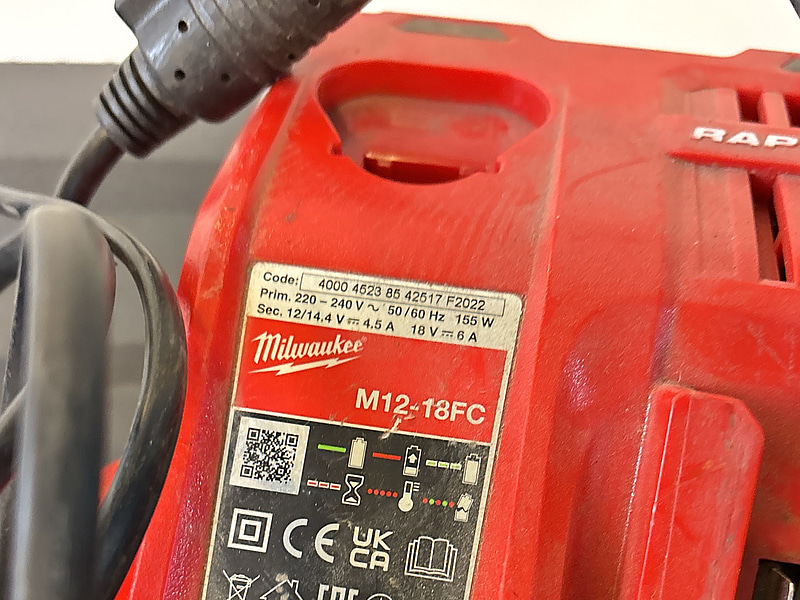 RAP
Code: 4000 4523 85 42517 F2022
Prim. 220 – 240 V ~ 50/60 Hz 155 W
Sec. 12/14.4 V ⎓ 4.5 A 18 V ⎓ 6 A
Milwaukee
M12-18FC
CE UK
CA